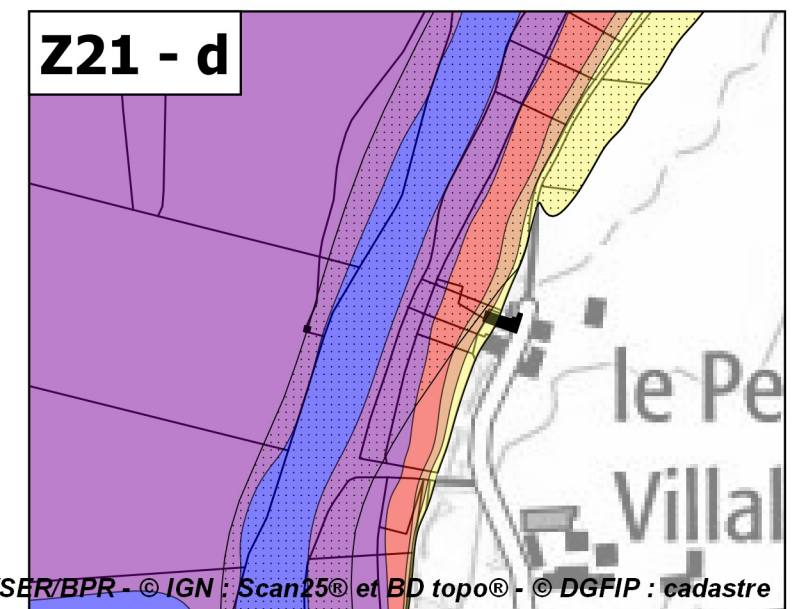 Z21 - d
le Pe
Villal
SER/BPR - © IGN : Scan25® et BD topo® - © DGFIP : cadastre